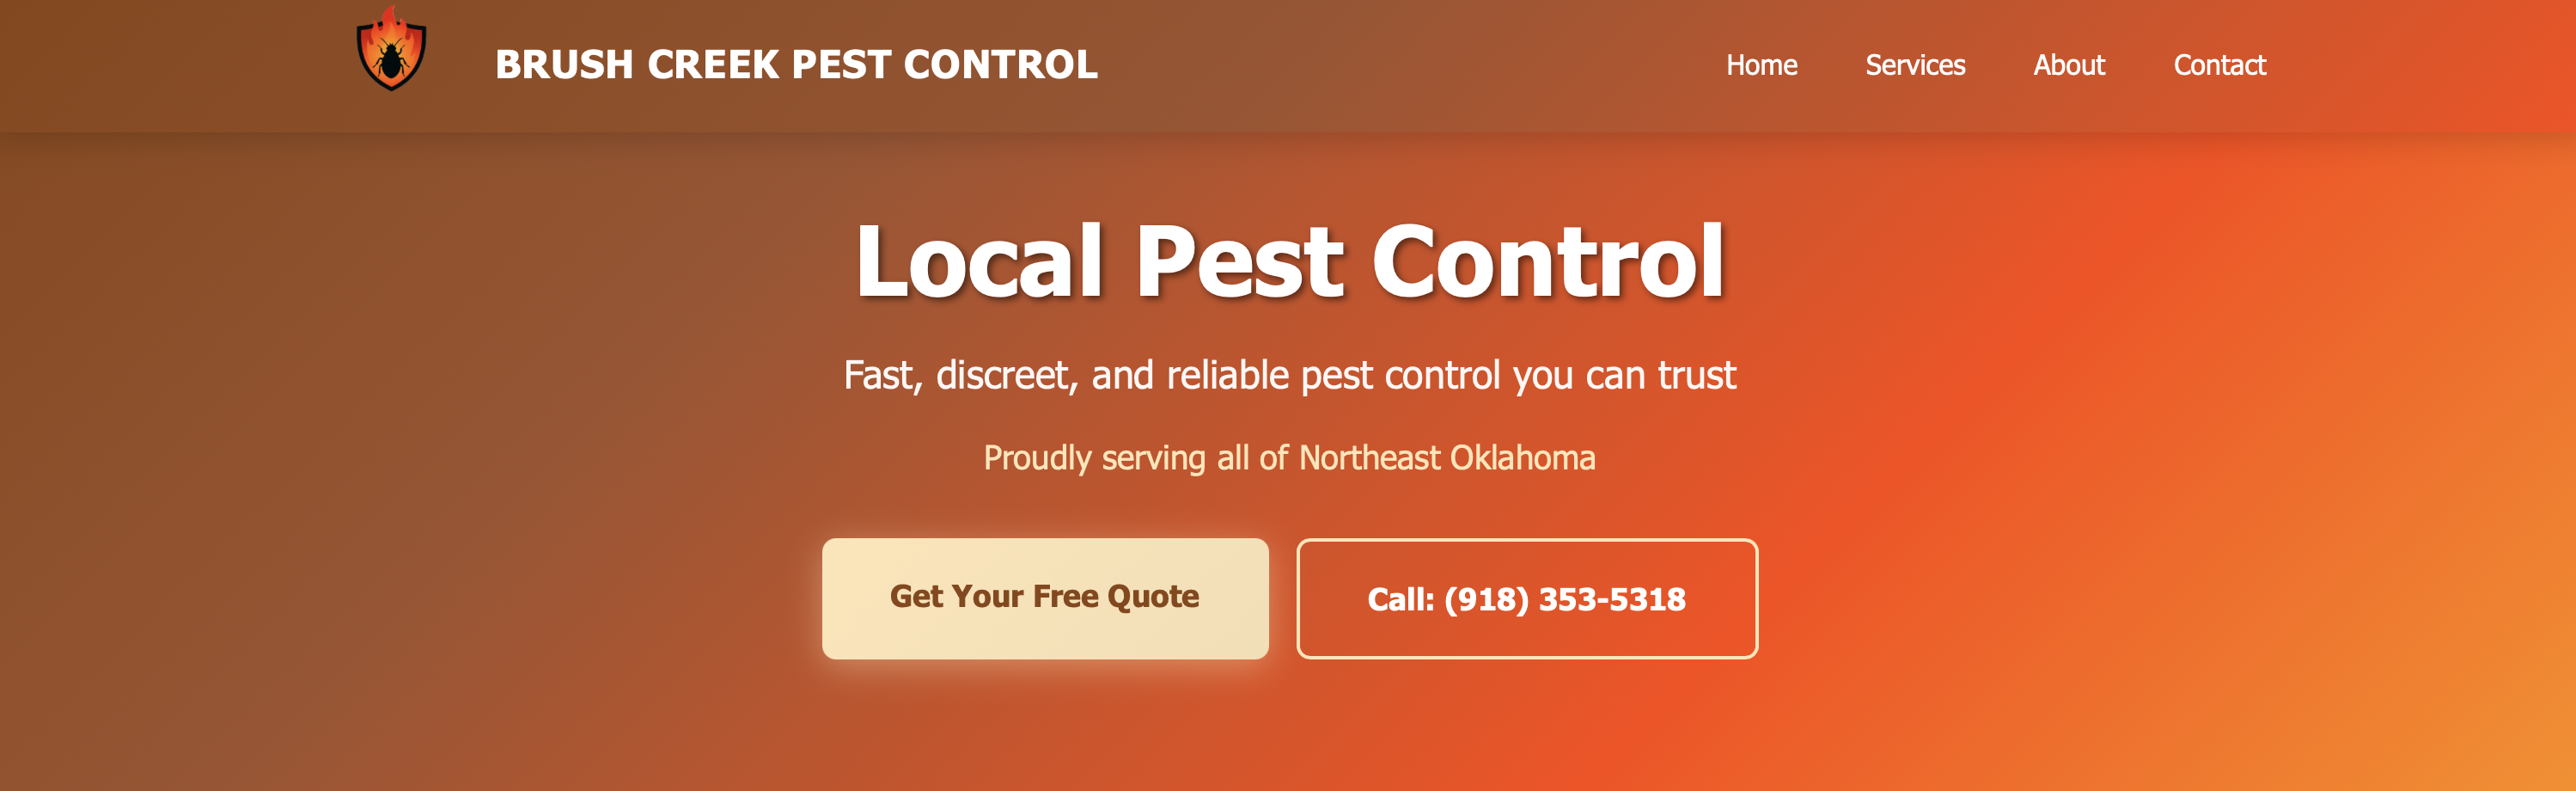 BRUSH CREEK PEST CONTROL
Home Services About Contact
Local Pest Control
Fast, discreet, and reliable pest control you can trust
Proudly serving all of Northeast Oklahoma
Get Your Free Quote
Call: (918) 353-5318